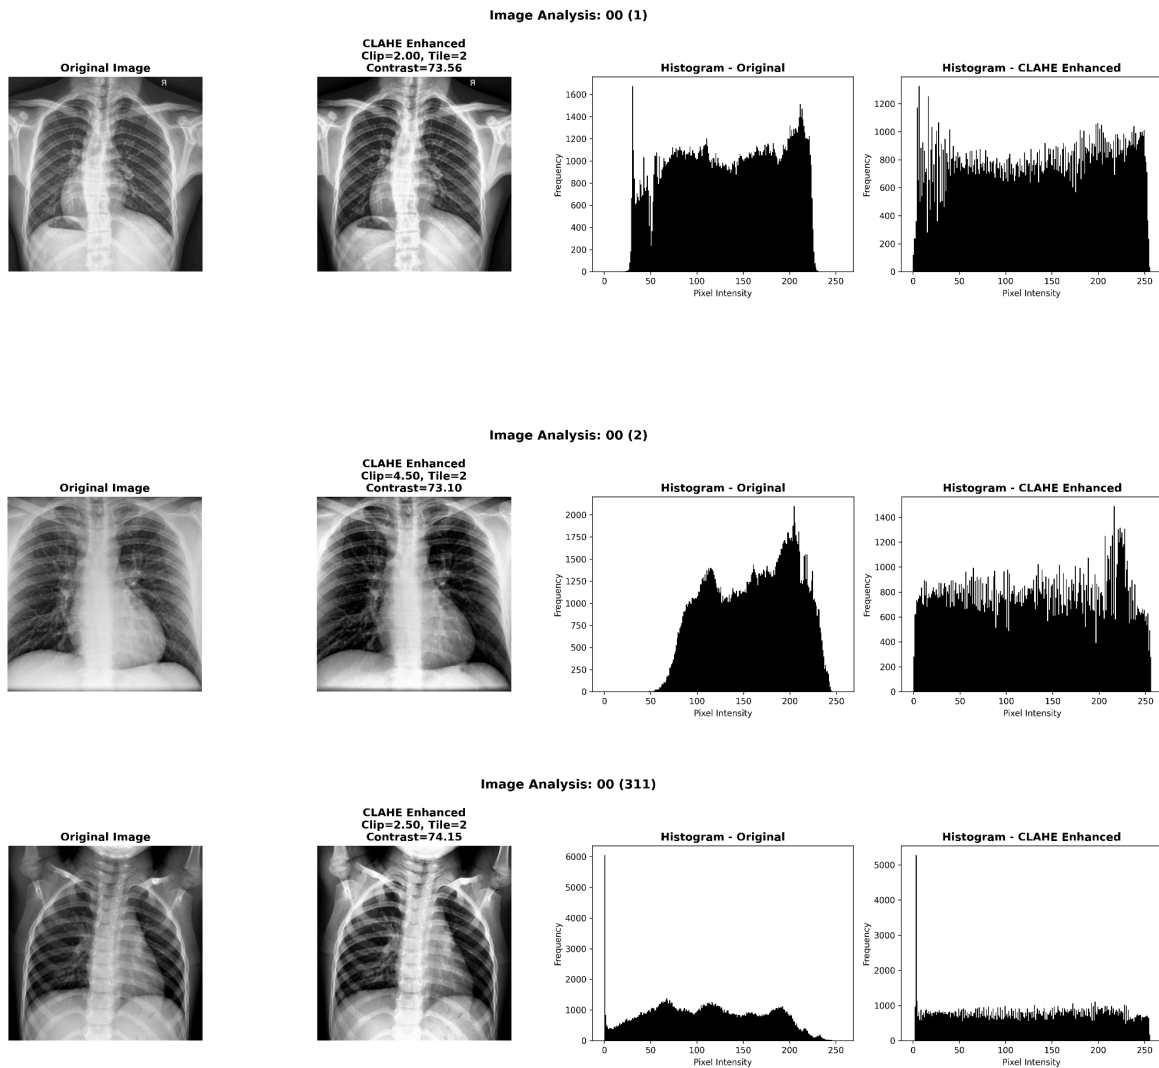 Image Analysis: 00 (1)
Original Image
CLAHE Enhanced
Clip=2.00, Tile=2
Contrast=73.56
Histogram - Original
Histogram - CLAHE Enhanced
R
Frequency
0
200
400
600
800
1000
1200
1400
1600
0 50 100 150 200 250
Pixel Intensity
Frequency
0
200
400
600
800
1000
1200
0 50 100 150 200 250
Pixel Intensity
Image Analysis: 00 (2)
Original Image
CLAHE Enhanced
Clip=4.50, Tile=2
Contrast=73.10
Histogram - Original
Histogram - CLAHE Enhanced
Frequency
0
250
500
750
1000
1250
1500
1750
2000
0 50 100 150 200 250
Pixel Intensity
Frequency
0
200
400
600
800
1000
1200
1400
0 50 100 150 200 250
Pixel Intensity
Image Analysis: 00 (311)
Original Image
CLAHE Enhanced
Clip=2.50, Tile=2
Contrast=74.15
Histogram - Original
Histogram - CLAHE Enhanced
Frequency
0
1000
2000
3000
4000
5000
6000
0 50 100 150 200 250
Pixel Intensity
Frequency
0
1000
2000
3000
4000
5000
0 50 100 150 200 250
Pixel Intensity